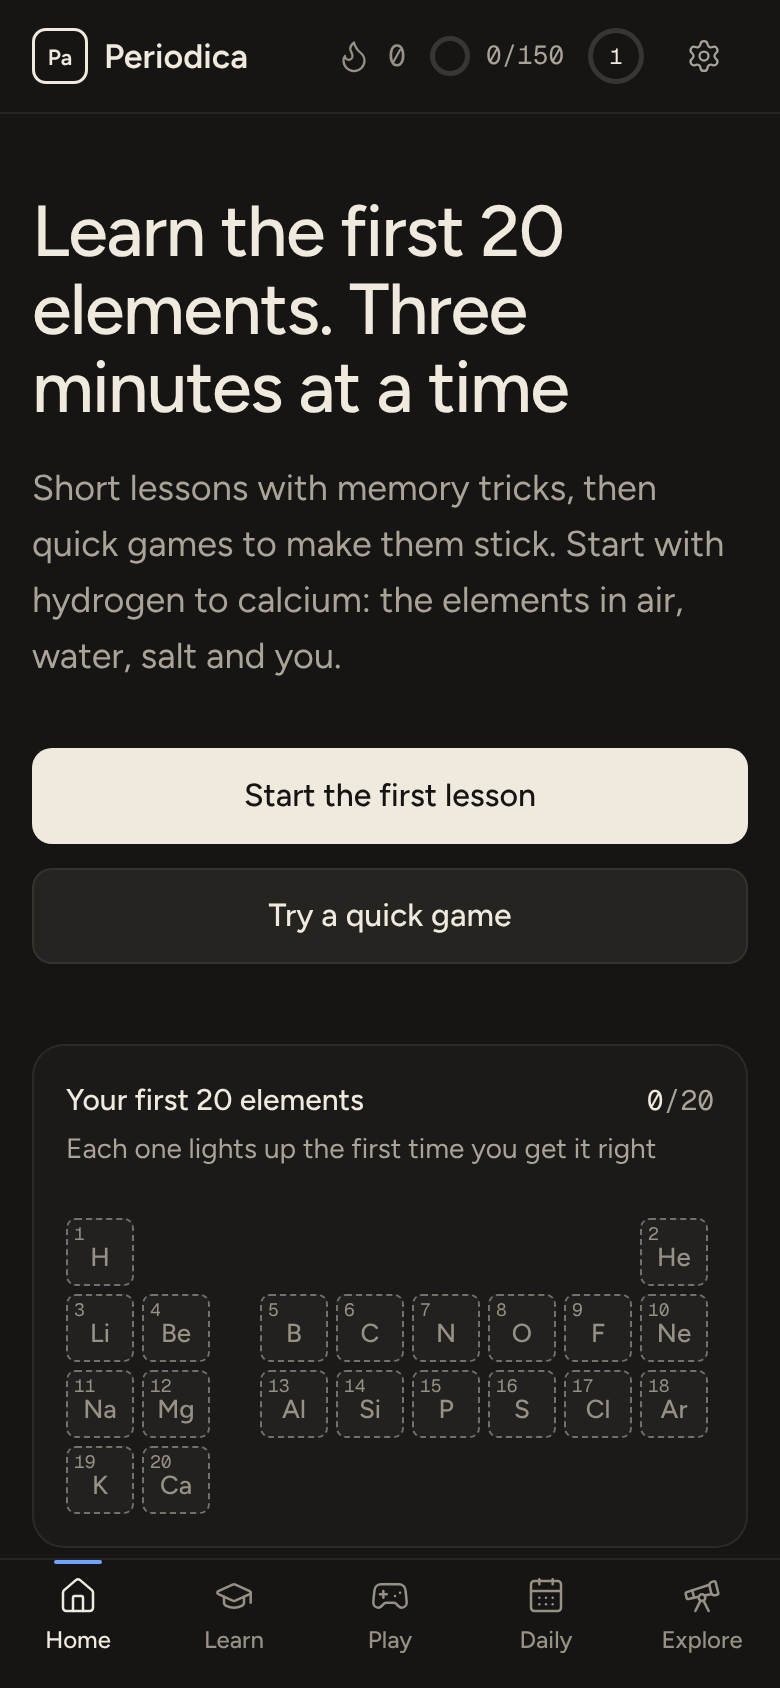 Pa Periodica 0 0/150 1
Learn the first 20
elements. Three
minutes at a time
Short lessons with memory tricks, then
quick games to make them stick. Start with
hydrogen to calcium: the elements in air,
water, salt and you.
Start the first lesson
Try a quick game
Your first 20 elements 0/20
Each one lights up the first time you get it right
1 H 2 He
3 Li 4 Be 5 B 6 C 7 N 8 O 9 F 10 Ne
11 Na 12 Mg 13 Al 14 Si 15 P 16 S 17 Cl 18 Ar
19 K 20 Ca
Home Learn Play Daily Explore